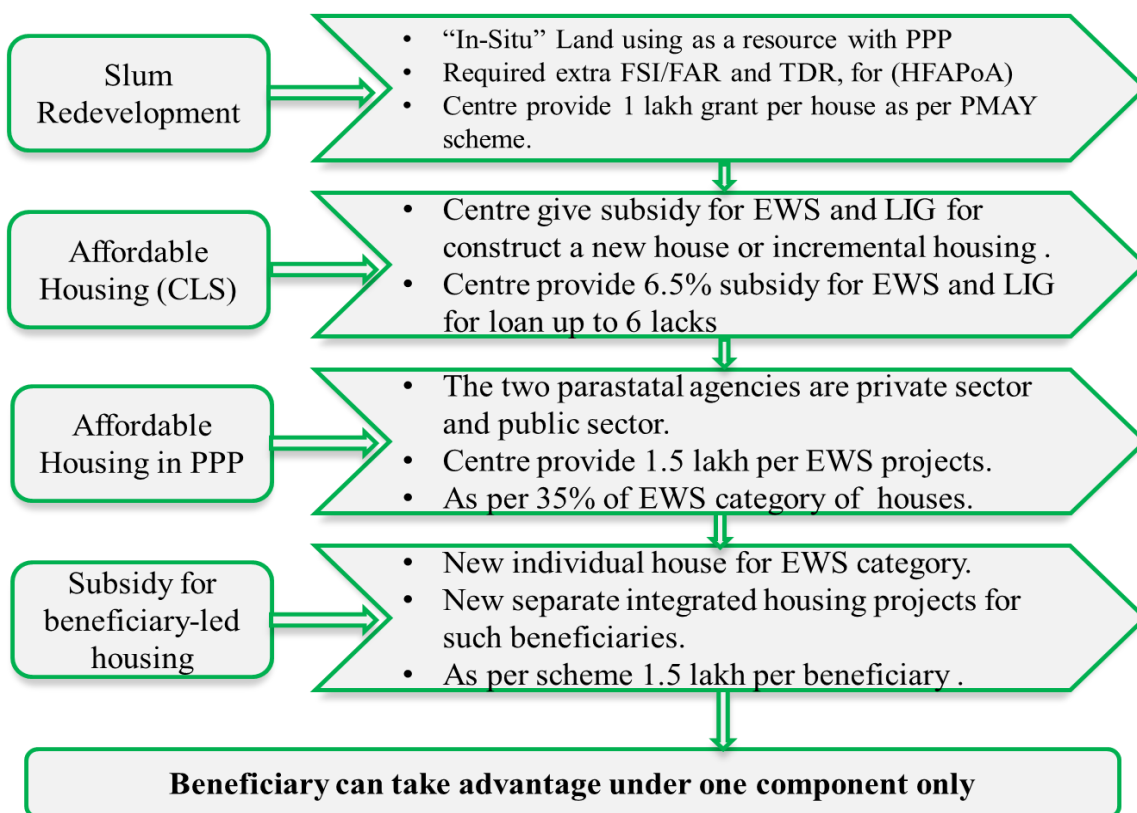 Slum
Redevelopment
• “In-Situ” Land using as a resource with PPP
• Required extra FSI/FAR and TDR, for (HFAPoA)
• Centre provide 1 lakh grant per house as per PMAY
scheme.
Affordable
Housing (CLS)
• Centre give subsidy for EWS and LIG for
construct a new house or incremental housing .
• Centre provide 6.5% subsidy for EWS and LIG
for loan up to 6 lacks
Affordable
Housing in PPP
• The two parastatal agencies are private sector
and public sector.
• Centre provide 1.5 lakh per EWS projects.
• As per 35% of EWS category of houses.
Subsidy for
beneficiary-led
housing
• New individual house for EWS category.
• New separate integrated housing projects for
such beneficiaries.
• As per scheme 1.5 lakh per beneficiary .
Beneficiary can take advantage under one component only